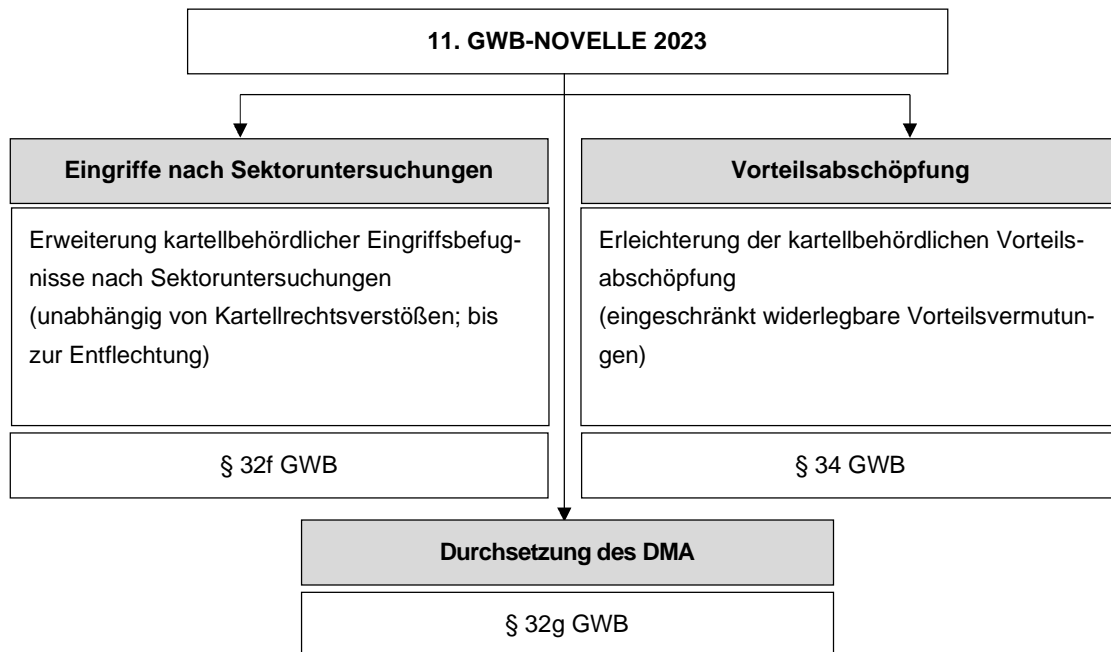 11. GWB-NOVELLE 2023
Eingriffe nach Sektoruntersuchungen
Erweiterung kartellbehördlicher Eingriffsbefug-
nisse nach Sektoruntersuchungen
(unabhängig von Kartellrechtsverstößen; bis
zur Entflechtung)
§ 32f GWB
Vorteilsabschöpfung
Erleichterung der kartellbehördlichen Vorteils-
abschöpfung
(eingeschränkt widerlegbare Vorteilsvermutun-
gen)
§ 34 GWB
Durchsetzung des DMA
§ 32g GWB